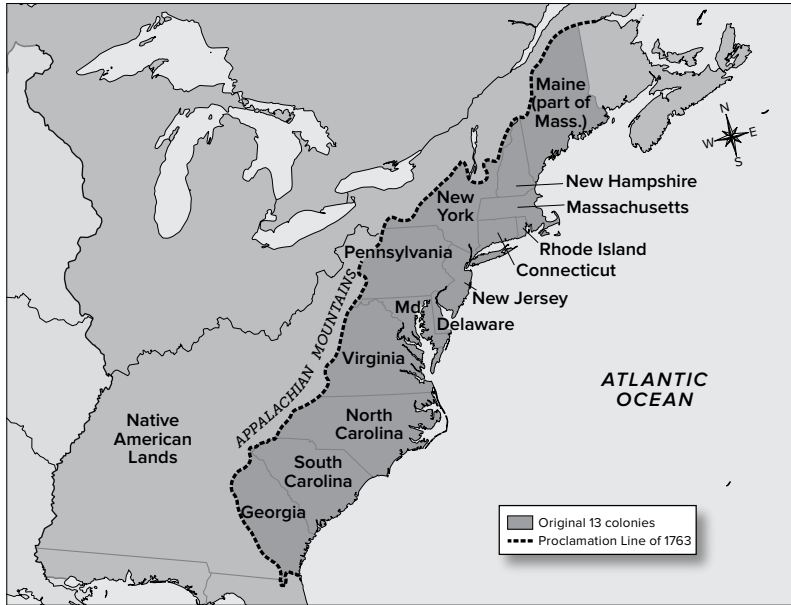 Maine
(part of
Mass.)
N
W
E
S
New Hampshire
New
York
Massachusetts
Rhode Island
Pennsylvania
Connecticut
New Jersey
Md.
Delaware
APPALACHIAN MOUNTAINS
Virginia
ATLANTIC
OCEAN
Native
American
Lands
North
Carolina
South
Carolina
Georgia
Original 13 colonies
Proclamation Line of 1763